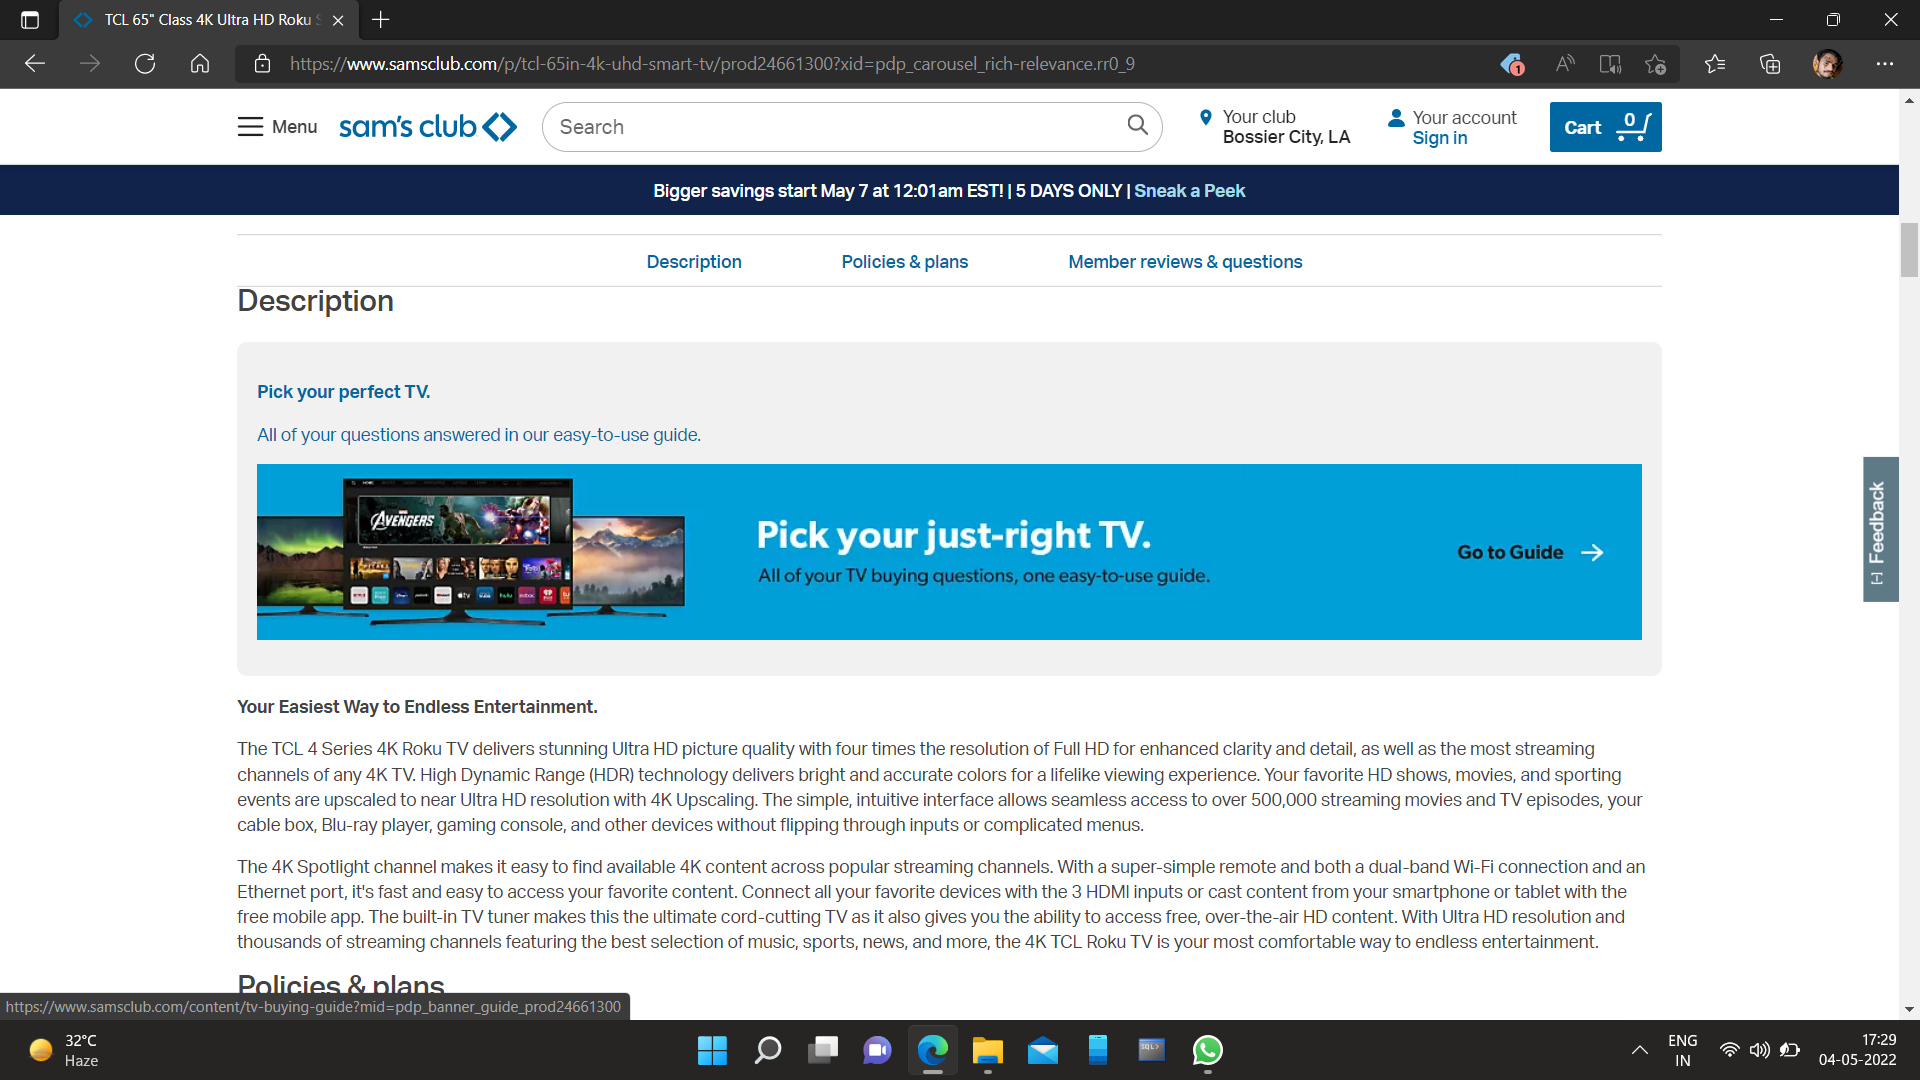 TCL 65" Class 4K Ultra HD Roku S
https://www.samsclub.com/p/tcl-65in-4k-uhd-smart-tv/prod24661300?xid=pdp_carousel_rich-relevance.rr0_9
1
Menu
sam's club
Search
Your club
Bossier City, LA
Your account
Sign in
Cart
0
Bigger savings start May 7 at 12:01am EST! | 5 DAYS ONLY | Sneak a Peek
Description
Policies & plans
Member reviews & questions
Description
Pick your perfect TV.
All of your questions answered in our easy-to-use guide.
AVENGERS
hulu
Pick your just-right TV.
All of your TV buying questions, one easy-to-use guide.
Go to Guide
[-] Feedback
Your Easiest Way to Endless Entertainment.
The TCL 4 Series 4K Roku TV delivers stunning Ultra HD picture quality with four times the resolution of Full HD for enhanced clarity and detail, as well as the most streaming
channels of any 4K TV. High Dynamic Range (HDR) technology delivers bright and accurate colors for a lifelike viewing experience. Your favorite HD shows, movies, and sporting
events are upscaled to near Ultra HD resolution with 4K Upscaling. The simple, intuitive interface allows seamless access to over 500,000 streaming movies and TV episodes, your
cable box, Blu-ray player, gaming console, and other devices without flipping through inputs or complicated menus.
The 4K Spotlight channel makes it easy to find available 4K content across popular streaming channels. With a super-simple remote and both a dual-band Wi-Fi connection and an
Ethernet port, it's fast and easy to access your favorite content. Connect all your favorite devices with the 3 HDMI inputs or cast content from your smartphone or tablet with the
free mobile app. The built-in TV tuner makes this the ultimate cord-cutting TV as it also gives you the ability to access free, over-the-air HD content. With Ultra HD resolution and
thousands of streaming channels featuring the best selection of music, sports, news, and more, the 4K TCL Roku TV is your most comfortable way to endless entertainment.
Policies & plans
https://www.samsclub.com/content/tv-buying-guide?mid=pdp_banner_guide_prod24661300
32°C
Haze
SQL>
ENG
IN
17:29
04-05-2022